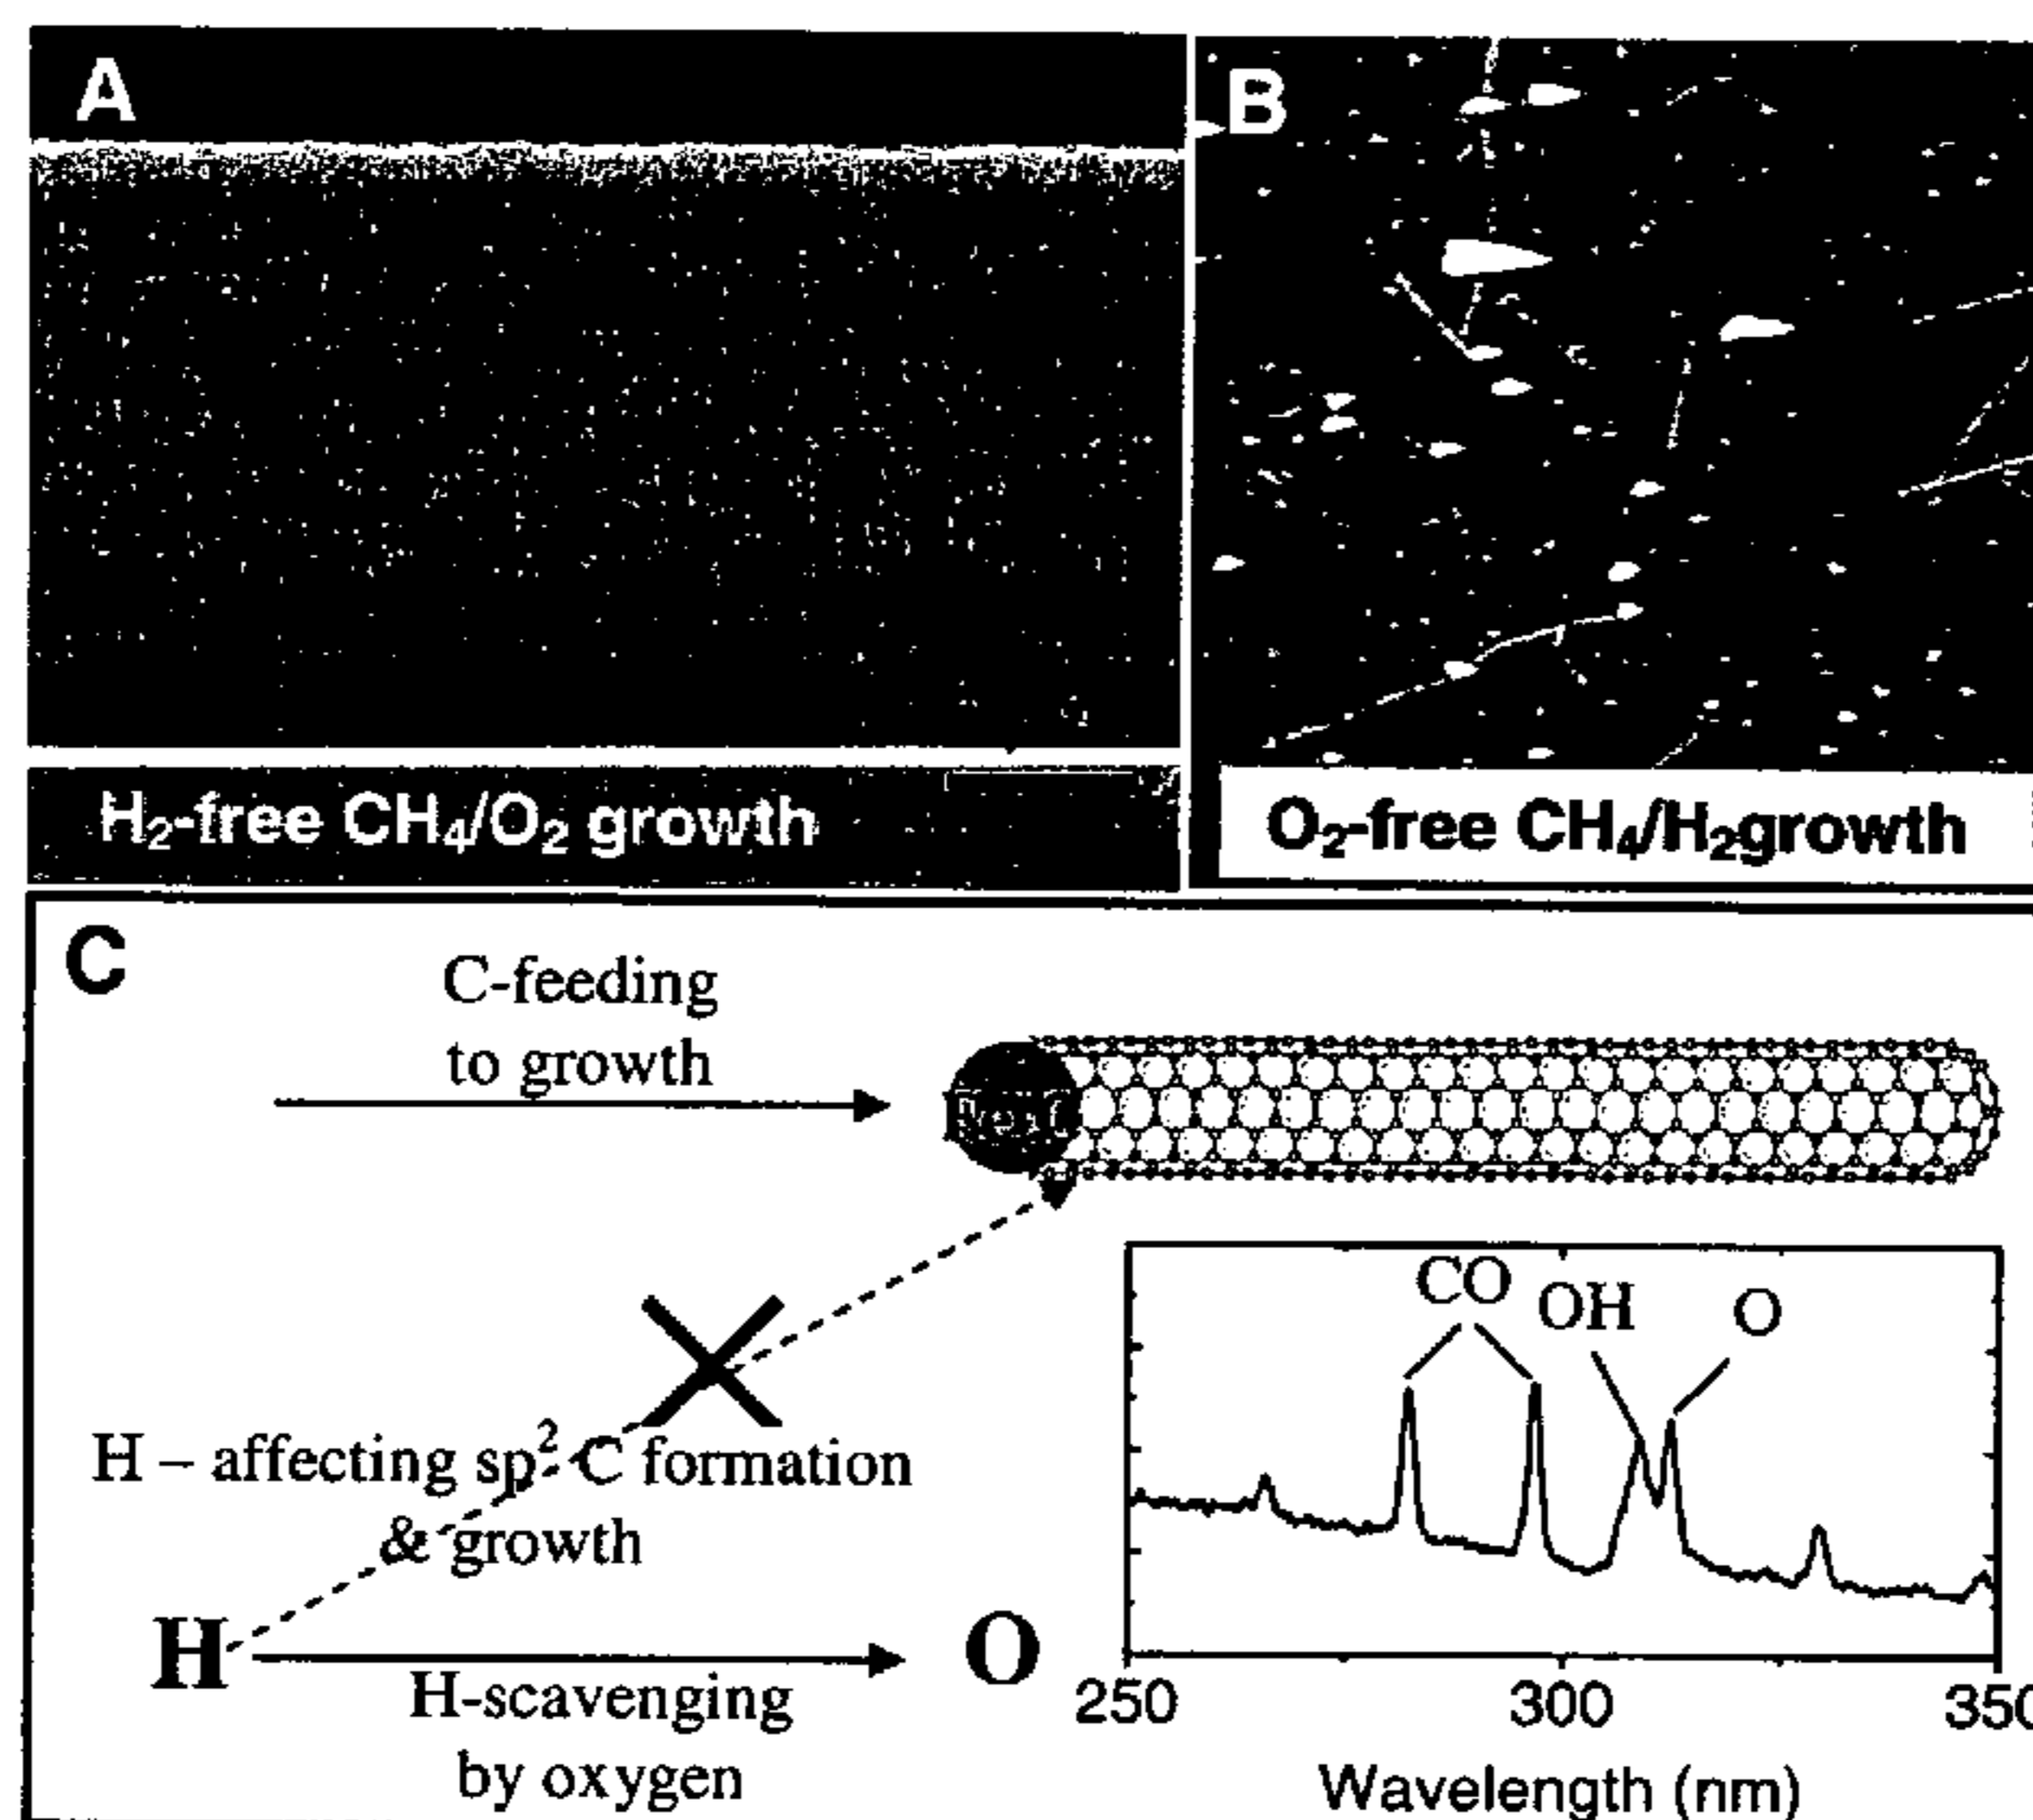 A
B
H₂-free CH₄/O₂ growth
O₂-free CH₄/H₂growth
C
C-feeding
to growth
CO
OH
O
H – affecting sp²-C formation
& growth
H
O
H-scavenging
by oxygen
250
300
350
Wavelength (nm)